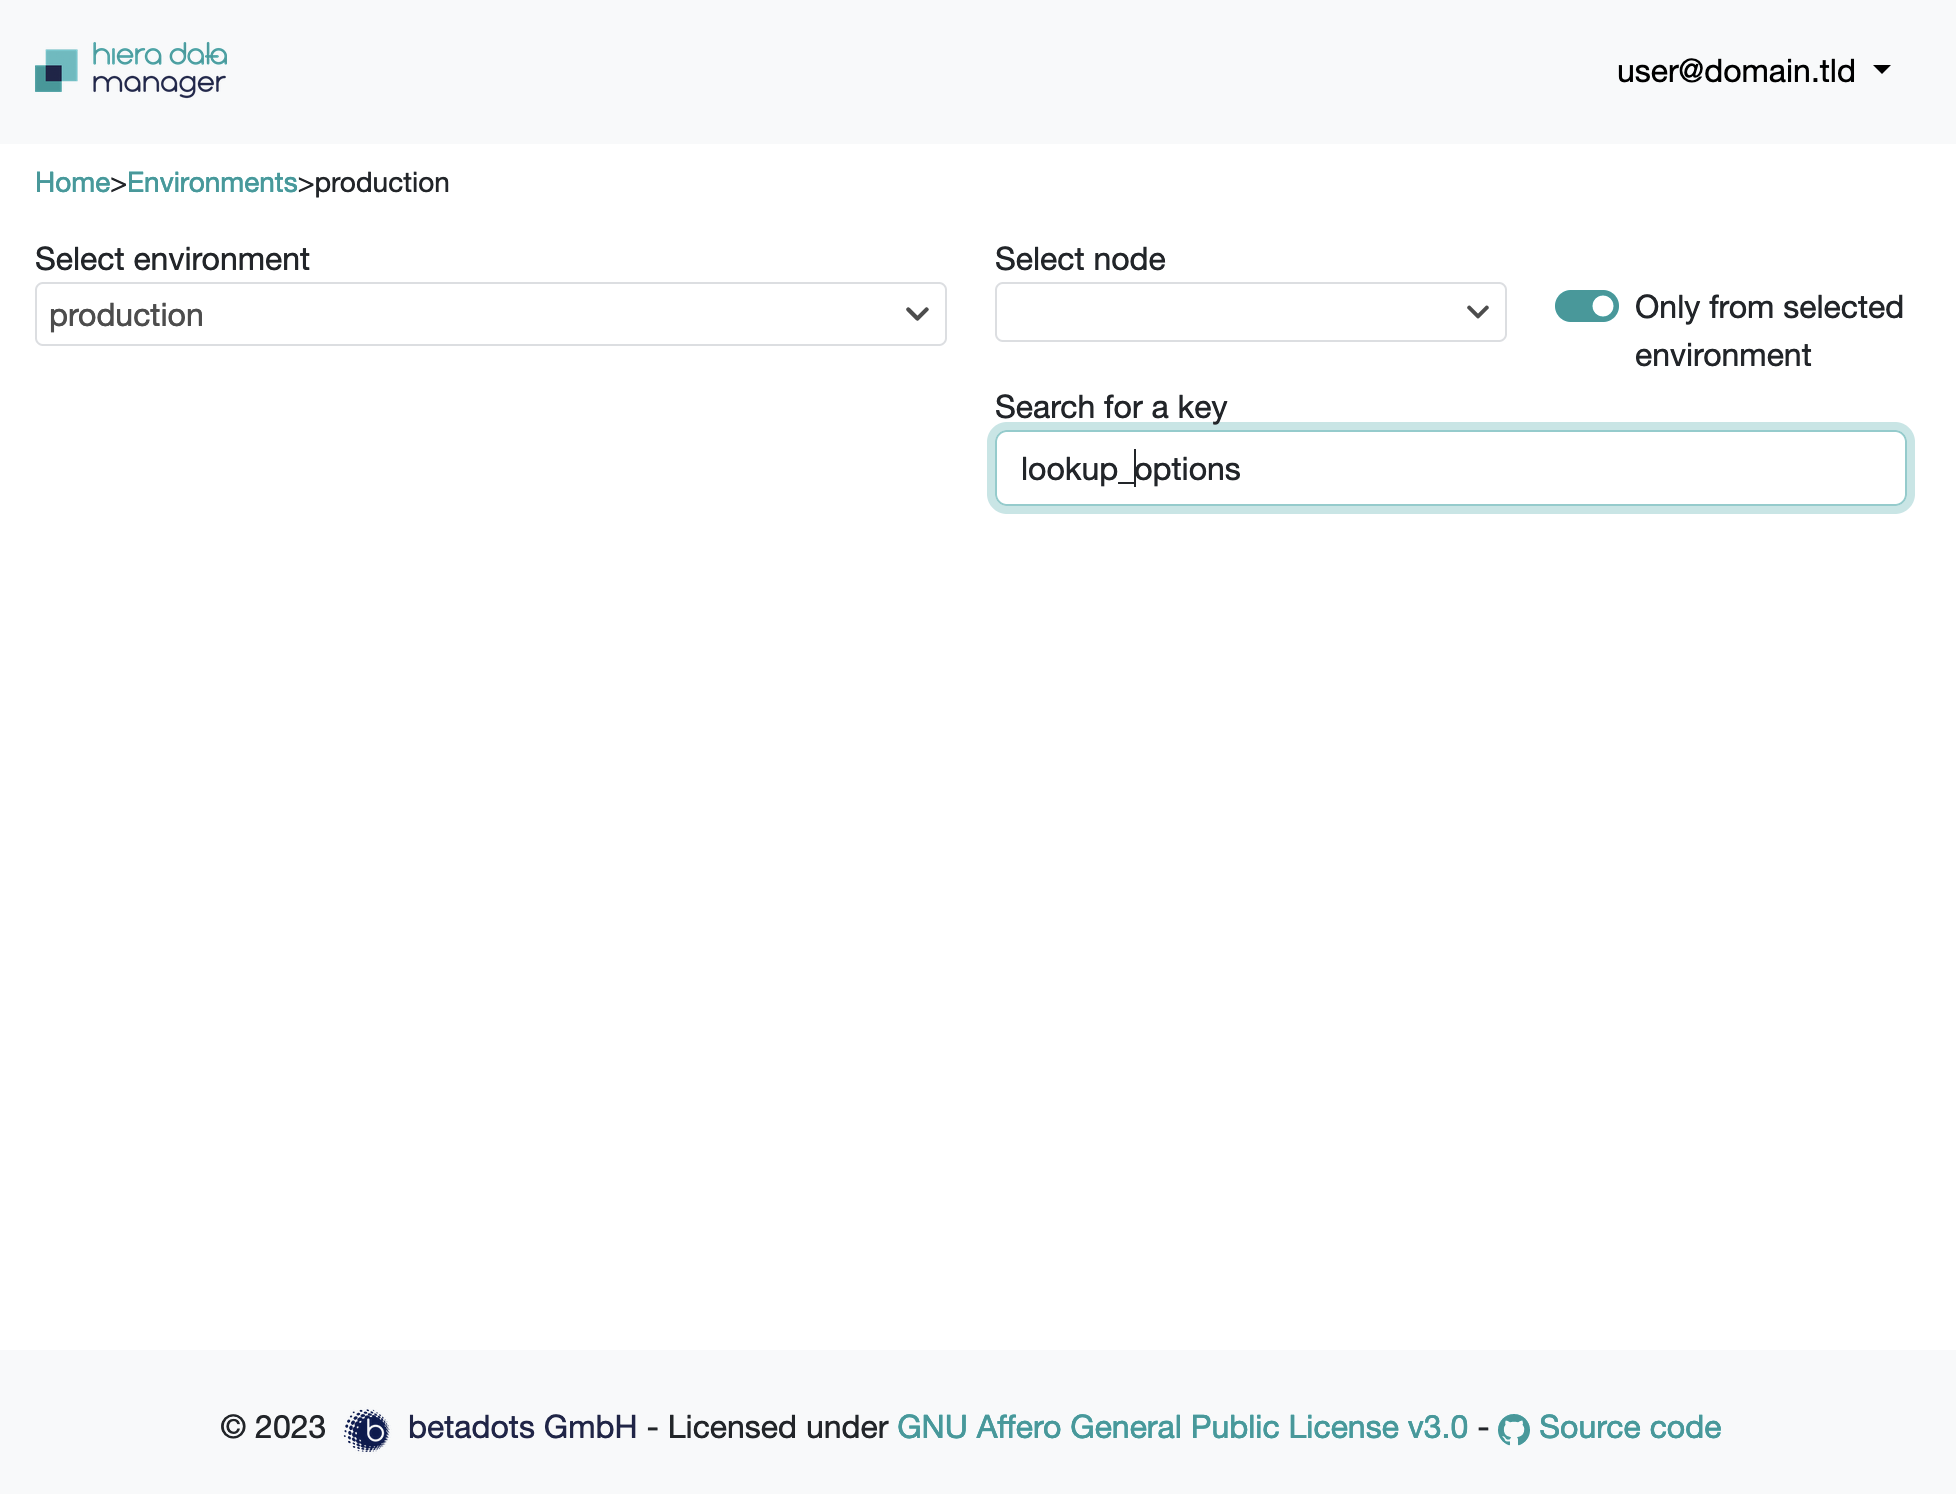 hiera data
manager
user@domain.tld
Home>Environments>production
Select environment
production
Select node
Only from selected
environment
Search for a key
lookup_options
© 2023 b betadots GmbH - Licensed under GNU Affero General Public License v3.0 - Source code